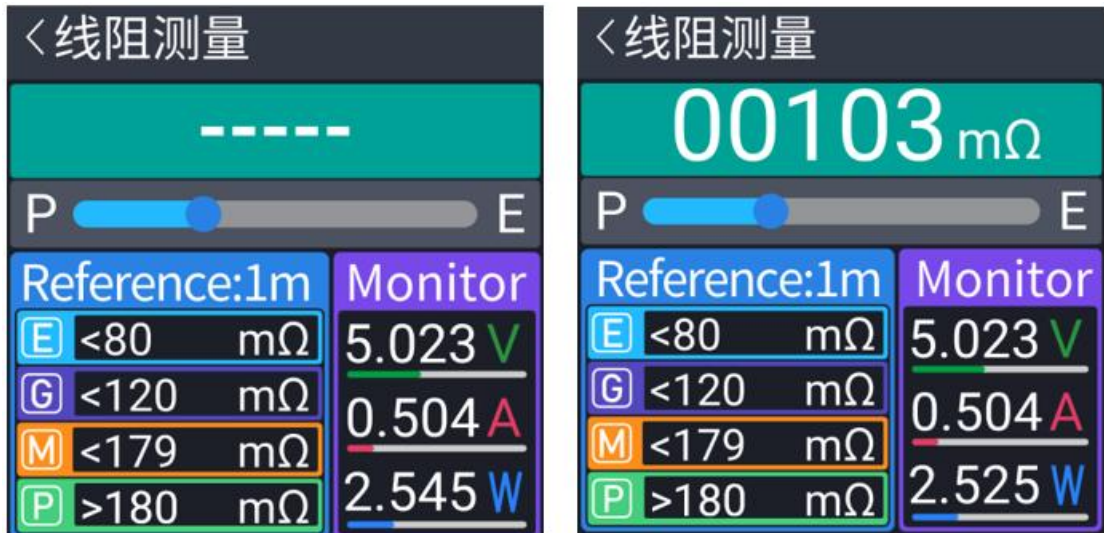 <线阻测量
-----
P E
Reference:1m
E <80 mΩ
G <120 mΩ
M <179 mΩ
P >180 mΩ
Monitor
5.023 V
0.504 A
2.545 W
<线阻测量
00103 mΩ
P E
Reference:1m
E <80 mΩ
G <120 mΩ
M <179 mΩ
P >180 mΩ
Monitor
5.023 V
0.504 A
2.525 W